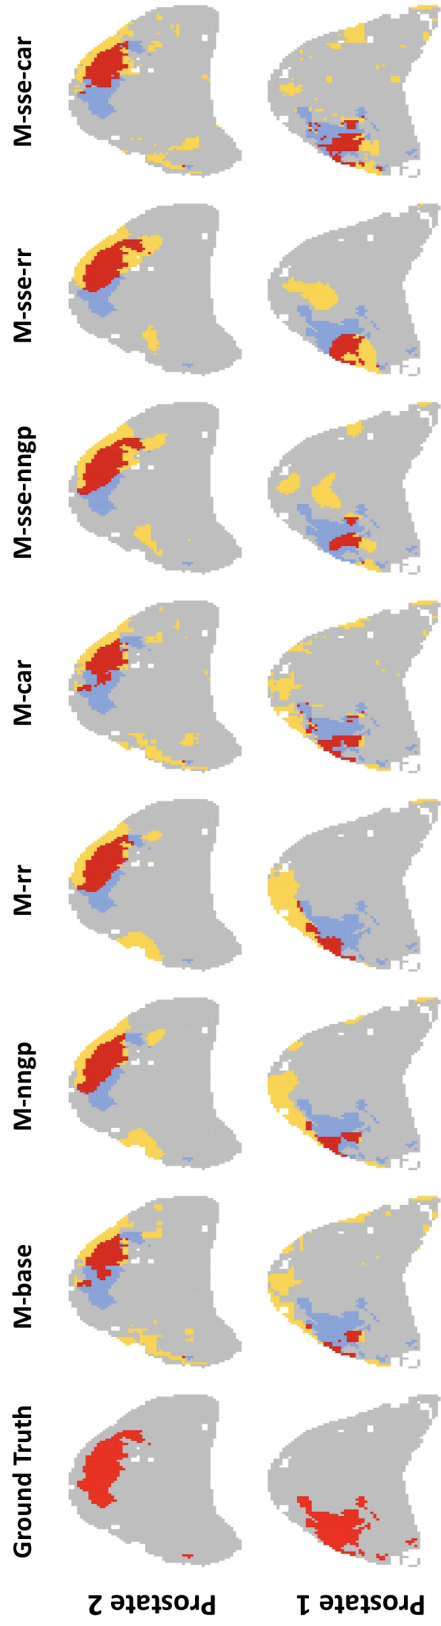 Ground Truth
M-base
M-nngp
M-rr
M-car
M-sse-nngp
M-sse-rr
M-sse-car
Prostate 2
Prostate 1